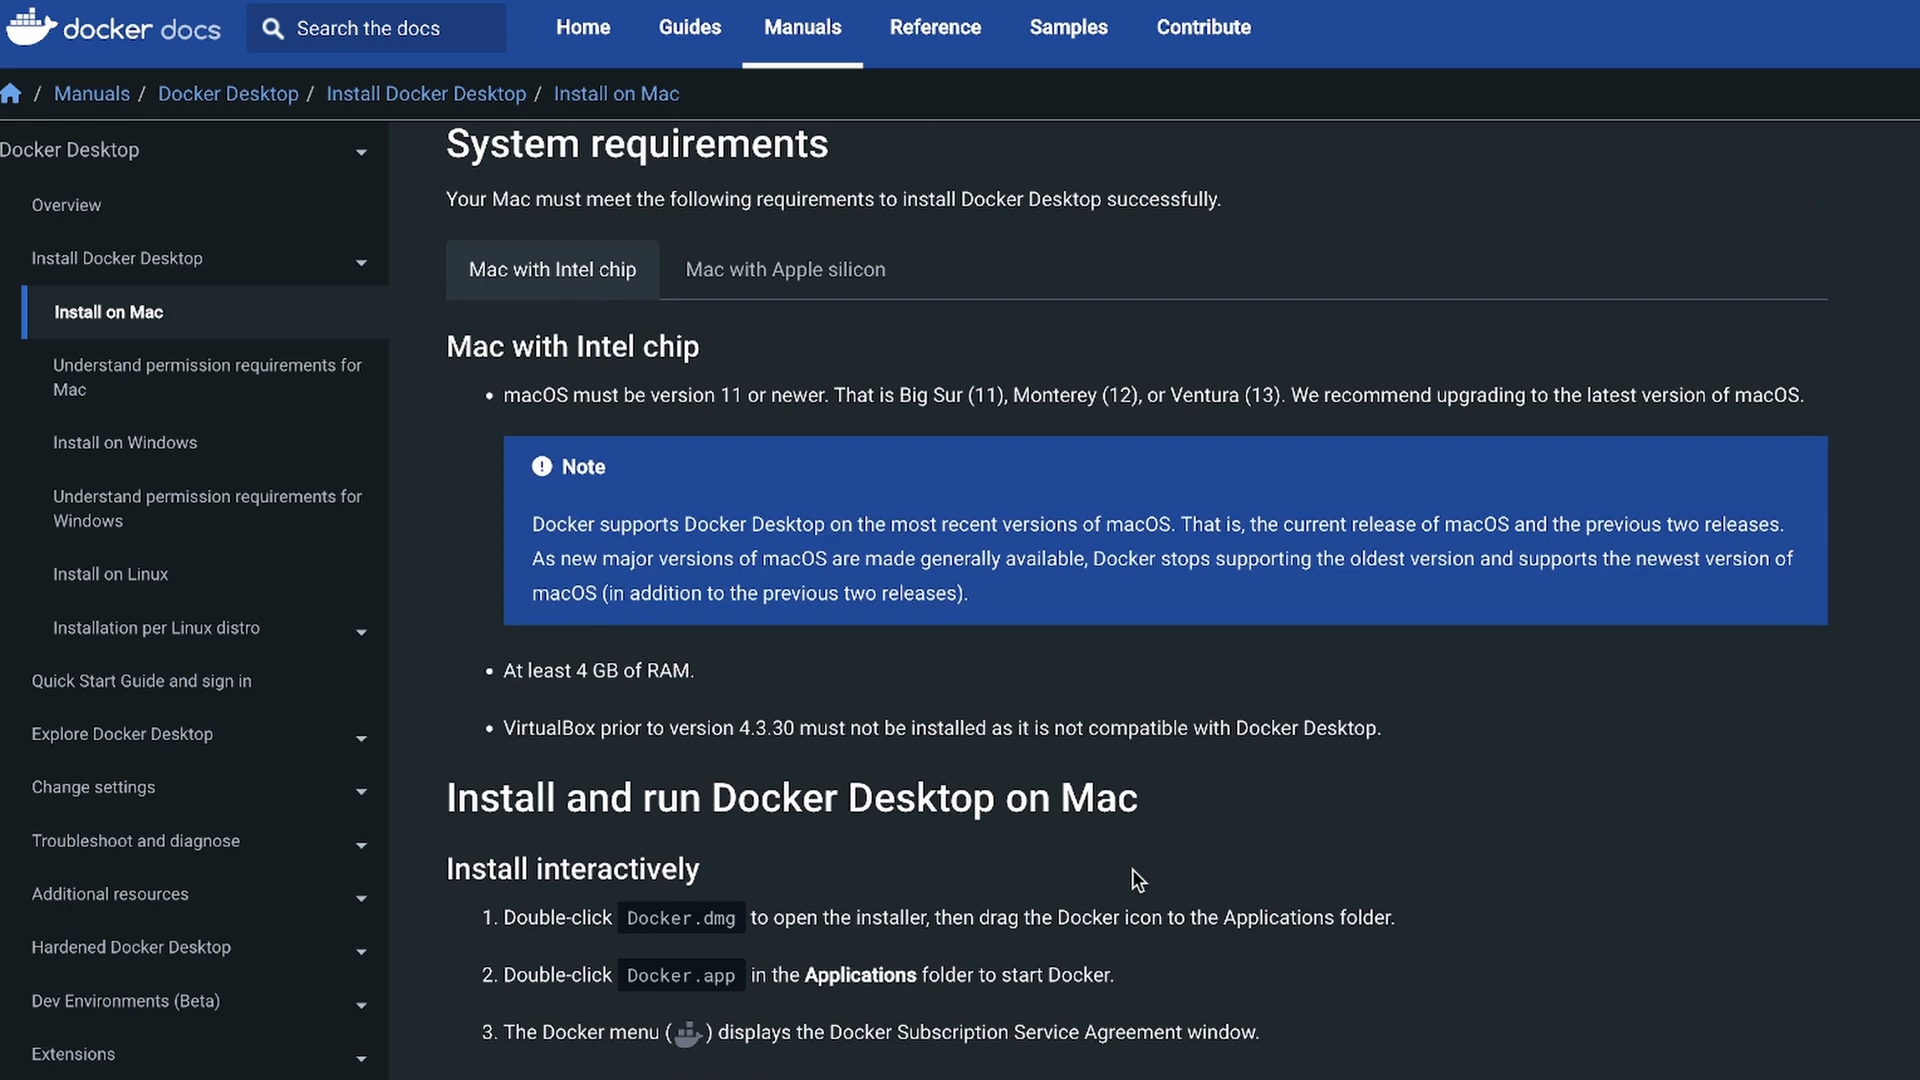 docker docs
Search the docs
Home
Guides
Manuals
Reference
Samples
Contribute
/ Manuals / Docker Desktop / Install Docker Desktop / Install on Mac
Docker Desktop
Overview
Install Docker Desktop
Install on Mac
Understand permission requirements for
Mac
Install on Windows
Understand permission requirements for
Windows
Install on Linux
Installation per Linux distro
Quick Start Guide and sign in
Explore Docker Desktop
Change settings
Troubleshoot and diagnose
Additional resources
Hardened Docker Desktop
Dev Environments (Beta)
Extensions
System requirements
Your Mac must meet the following requirements to install Docker Desktop successfully.
Mac with Intel chip
Mac with Apple silicon
Mac with Intel chip
• macOS must be version 11 or newer. That is Big Sur (11), Monterey (12), or Ventura (13). We recommend upgrading to the latest version of macOS.
Note
Docker supports Docker Desktop on the most recent versions of macOS. That is, the current release of macOS and the previous two releases.
As new major versions of macOS are made generally available, Docker stops supporting the oldest version and supports the newest version of
macOS (in addition to the previous two releases).
• At least 4 GB of RAM.
• VirtualBox prior to version 4.3.30 must not be installed as it is not compatible with Docker Desktop.
Install and run Docker Desktop on Mac
Install interactively
1. Double-click Docker.dmg to open the installer, then drag the Docker icon to the Applications folder.
2. Double-click Docker.app in the Applications folder to start Docker.
3. The Docker menu ( ) displays the Docker Subscription Service Agreement window.